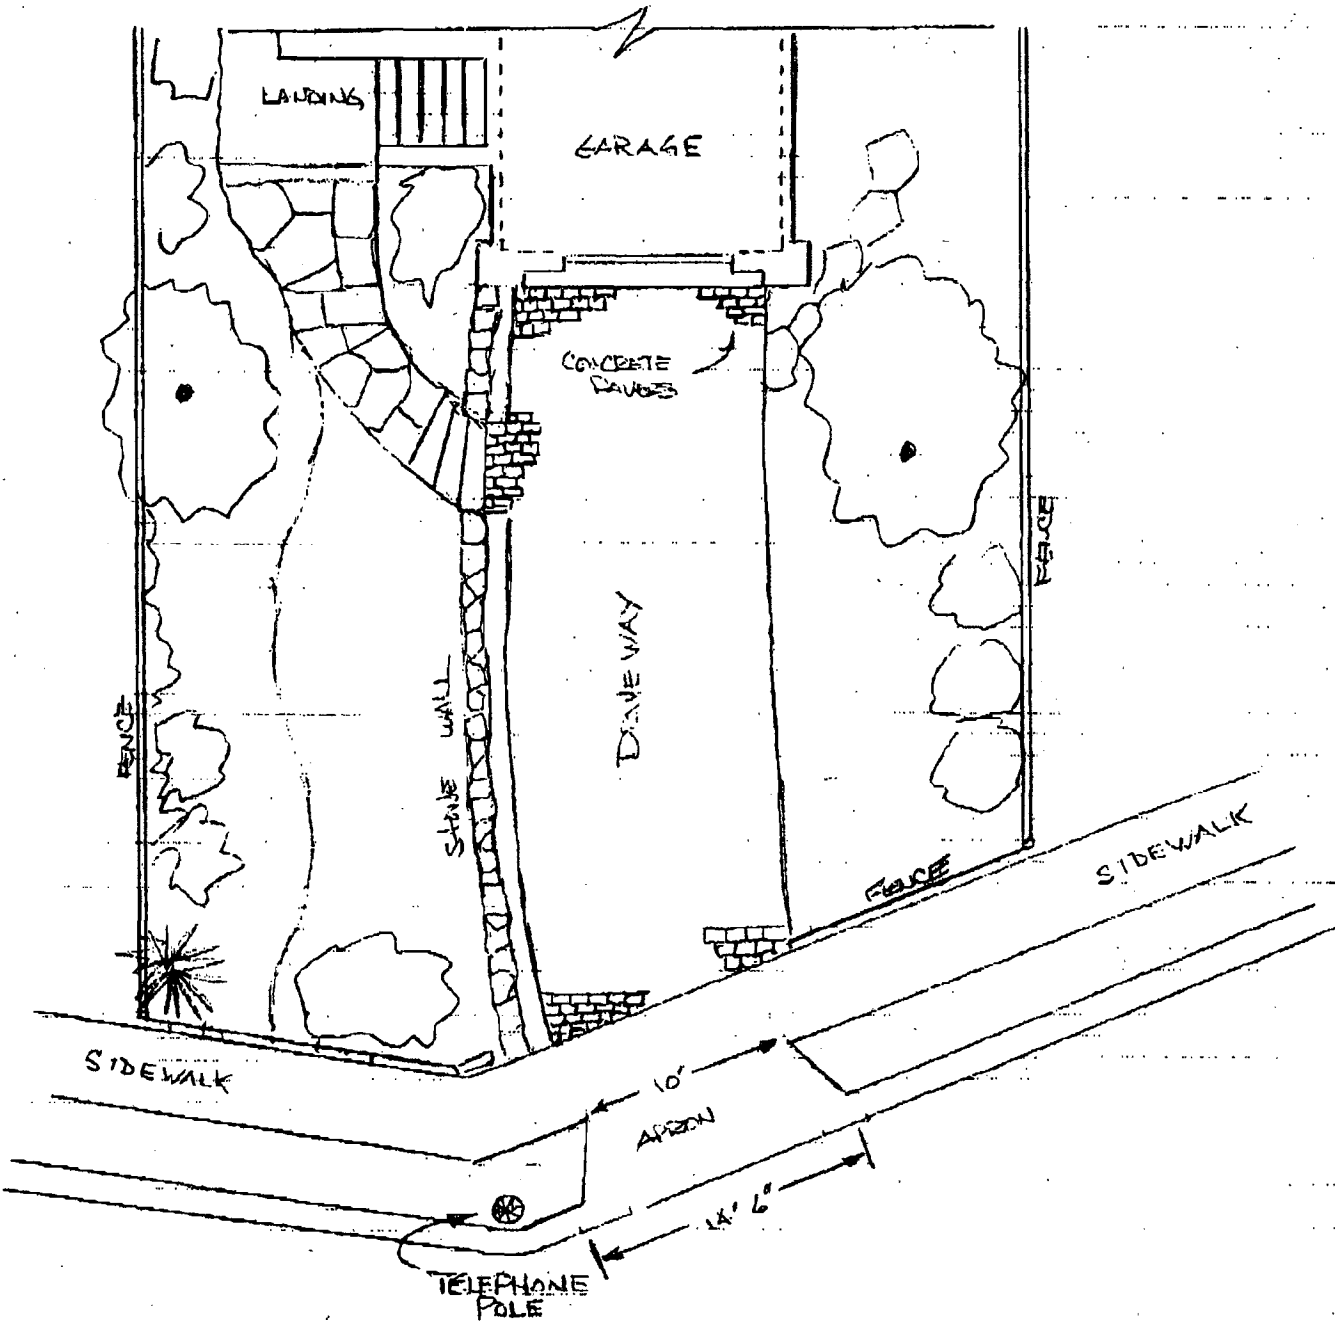 LANDING
GARAGE
CONCRETE
PAVERS
FENCE
DRIVEWAY
FENCE
STONE WALL
FENCE
SIDEWALK
SIDEWALK
10'
APRON
14' 6"
TELEPHONE
POLE